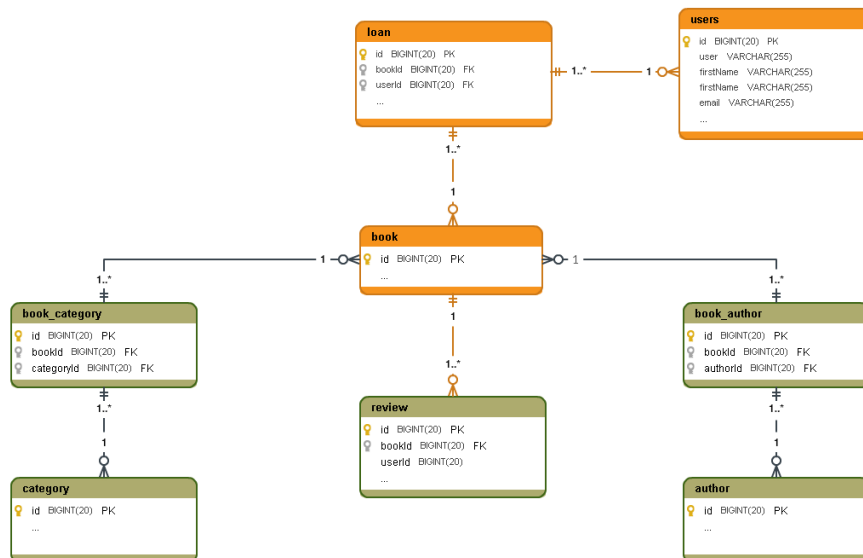 loan
id BIGINT(20) PK
bookId BIGINT(20) FK
userId BIGINT(20) FK
...
users
id BIGINT(20) PK
user VARCHAR(255)
firstName VARCHAR(255)
firstName VARCHAR(255)
email VARCHAR(255)
...
1..*
1
1..*
1
book
id BIGINT(20) PK
...
1
1
1..*
1..*
book_category
id BIGINT(20) PK
bookId BIGINT(20) FK
categoryId BIGINT(20) FK
1
1..*
book_author
id BIGINT(20) PK
bookId BIGINT(20) FK
authorId BIGINT(20) FK
review
id BIGINT(20) PK
bookId BIGINT(20) FK
userId BIGINT(20)
...
1..*
1
1..*
1
category
id BIGINT(20) PK
...
author
id BIGINT(20) PK
...